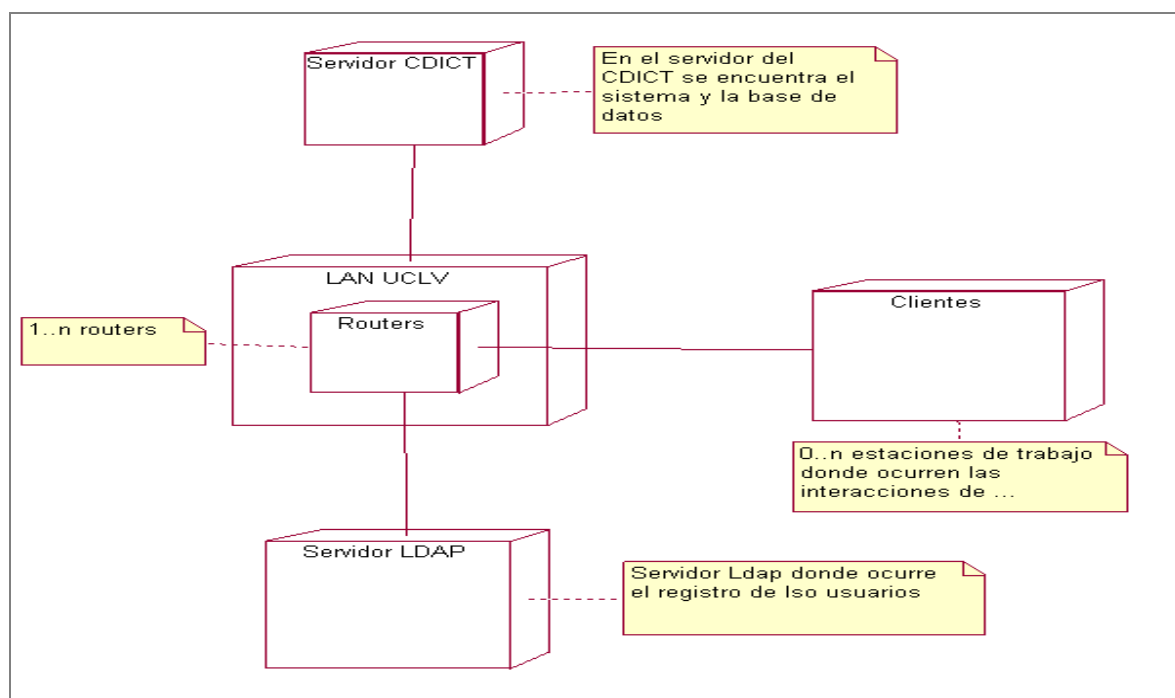 Servidor CDICT
En el servidor del
CDICT se encuentra el
sistema y la base de
datos
LAN UCLV
Routers
1..n routers
Clientes
0..n estaciones de trabajo
donde ocurren las
interacciones de ...
Servidor LDAP
Servidor Ldap donde ocurre
el registro de lso usuarios